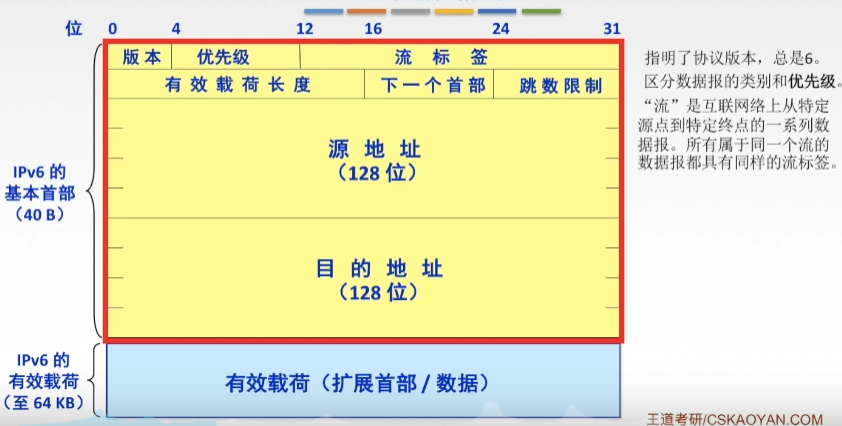 位 0 4 12 16 24 31
版本 优先级 流标签
有效载荷长度 下一个首部 跳数限制
源地址
（128 位）
目的地址
（128 位）
IPv6 的
基本首部
（40 B）
IPv6 的
有效载荷
（至 64 KB）
有效载荷（扩展首部 / 数据）
指明了协议版本，总是6。
区分数据报的类别和优先级。
“流”是互联网络上从特定
源点到特定终点的一系列数
据报。所有属于同一个流的
数据报都具有同样的流标签。
王道考研/CSKAOYAN.COM